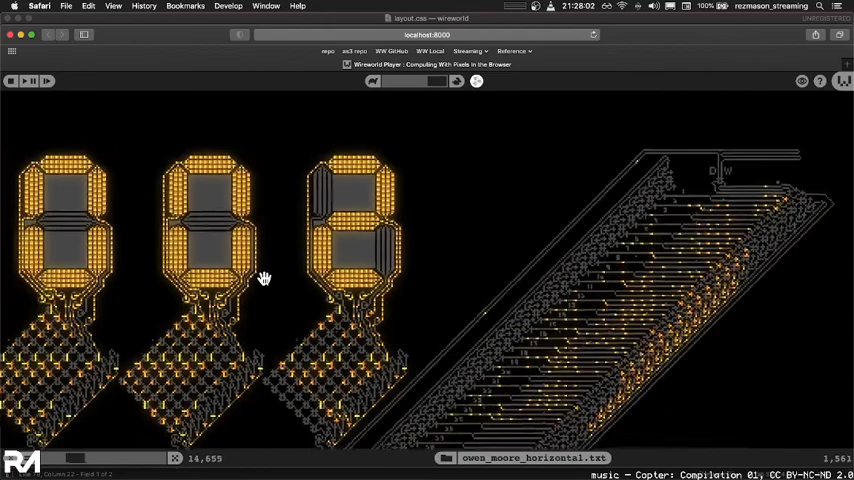 Safari File Edit View History Bookmarks Develop Window Help 100% 21:28:02 rezmason_streaming
layout.css — wireworld UNREGISTERED
localhost:8000
repo as3 repo WW GitHub WW Local Streaming Reference
Wireworld Player : Computing With Pixels In the Browser
D W
14,655 owen_moore_horizontal.txt 1,561
RM
music - Copter: Compilation 01, CC BY-NC-ND 2.0